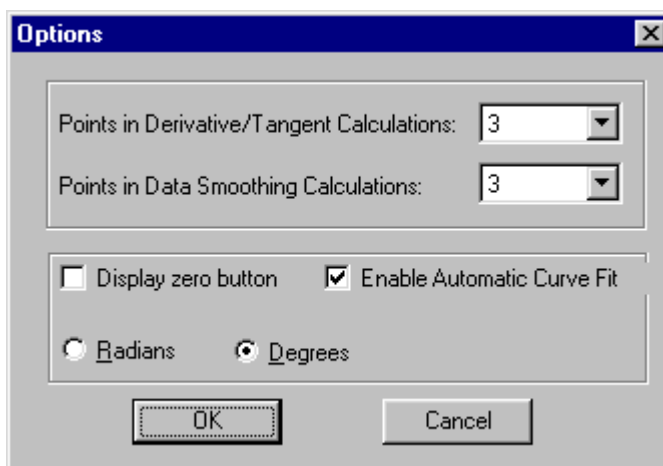 Options
Points in Derivative/Tangent Calculations: 3
Points in Data Smoothing Calculations: 3
Display zero button Enable Automatic Curve Fit
Radians Degrees
OK Cancel